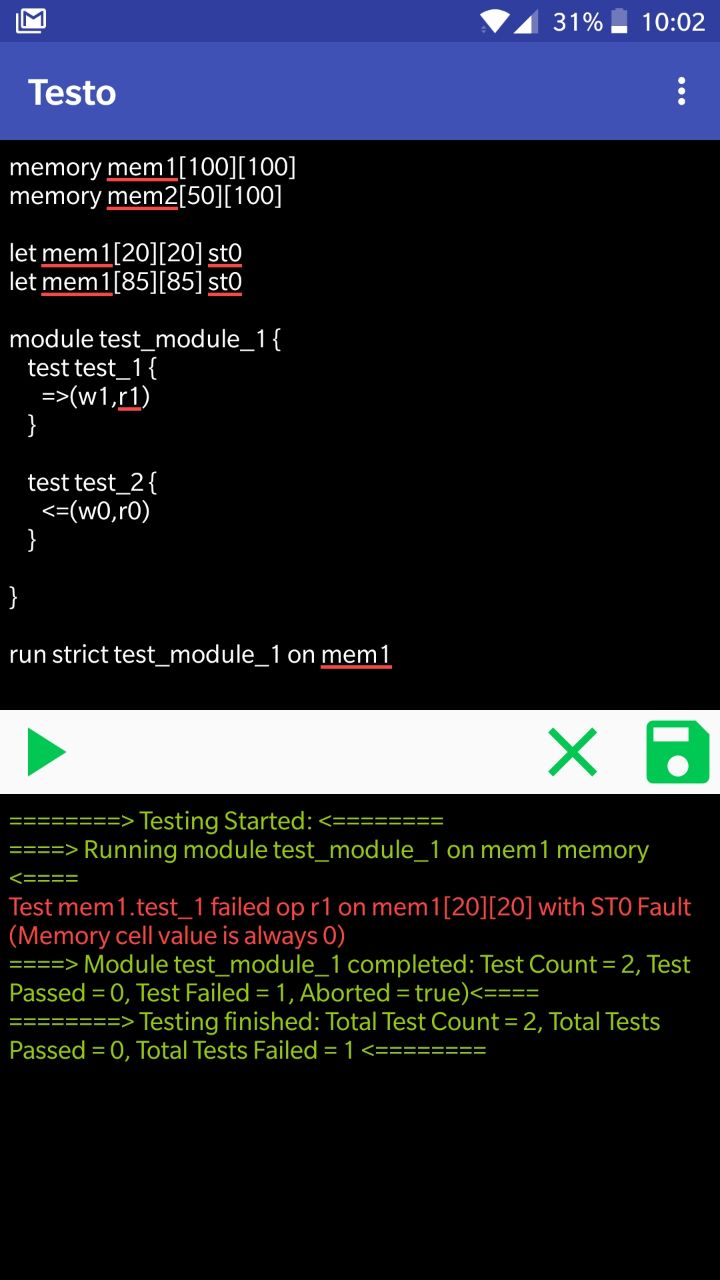 31% 10:02
Testo
memory mem1[100][100]
memory mem2[50][100]
let mem1[20][20] st0
let mem1[85][85] st0
module test_module_1 {
test test_1 {
=>(w1,r1)
}
test test_2 {
<=(w0,r0)
}
}
run strict test_module_1 on mem1
========> Testing Started: <========
====> Running module test_module_1 on mem1 memory
<====
Test mem1.test_1 failed op r1 on mem1[20][20] with ST0 Fault
(Memory cell value is always 0)
====> Module test_module_1 completed: Test Count = 2, Test
Passed = 0, Test Failed = 1, Aborted = true)<====
========> Testing finished: Total Test Count = 2, Total Tests
Passed = 0, Total Tests Failed = 1 <========